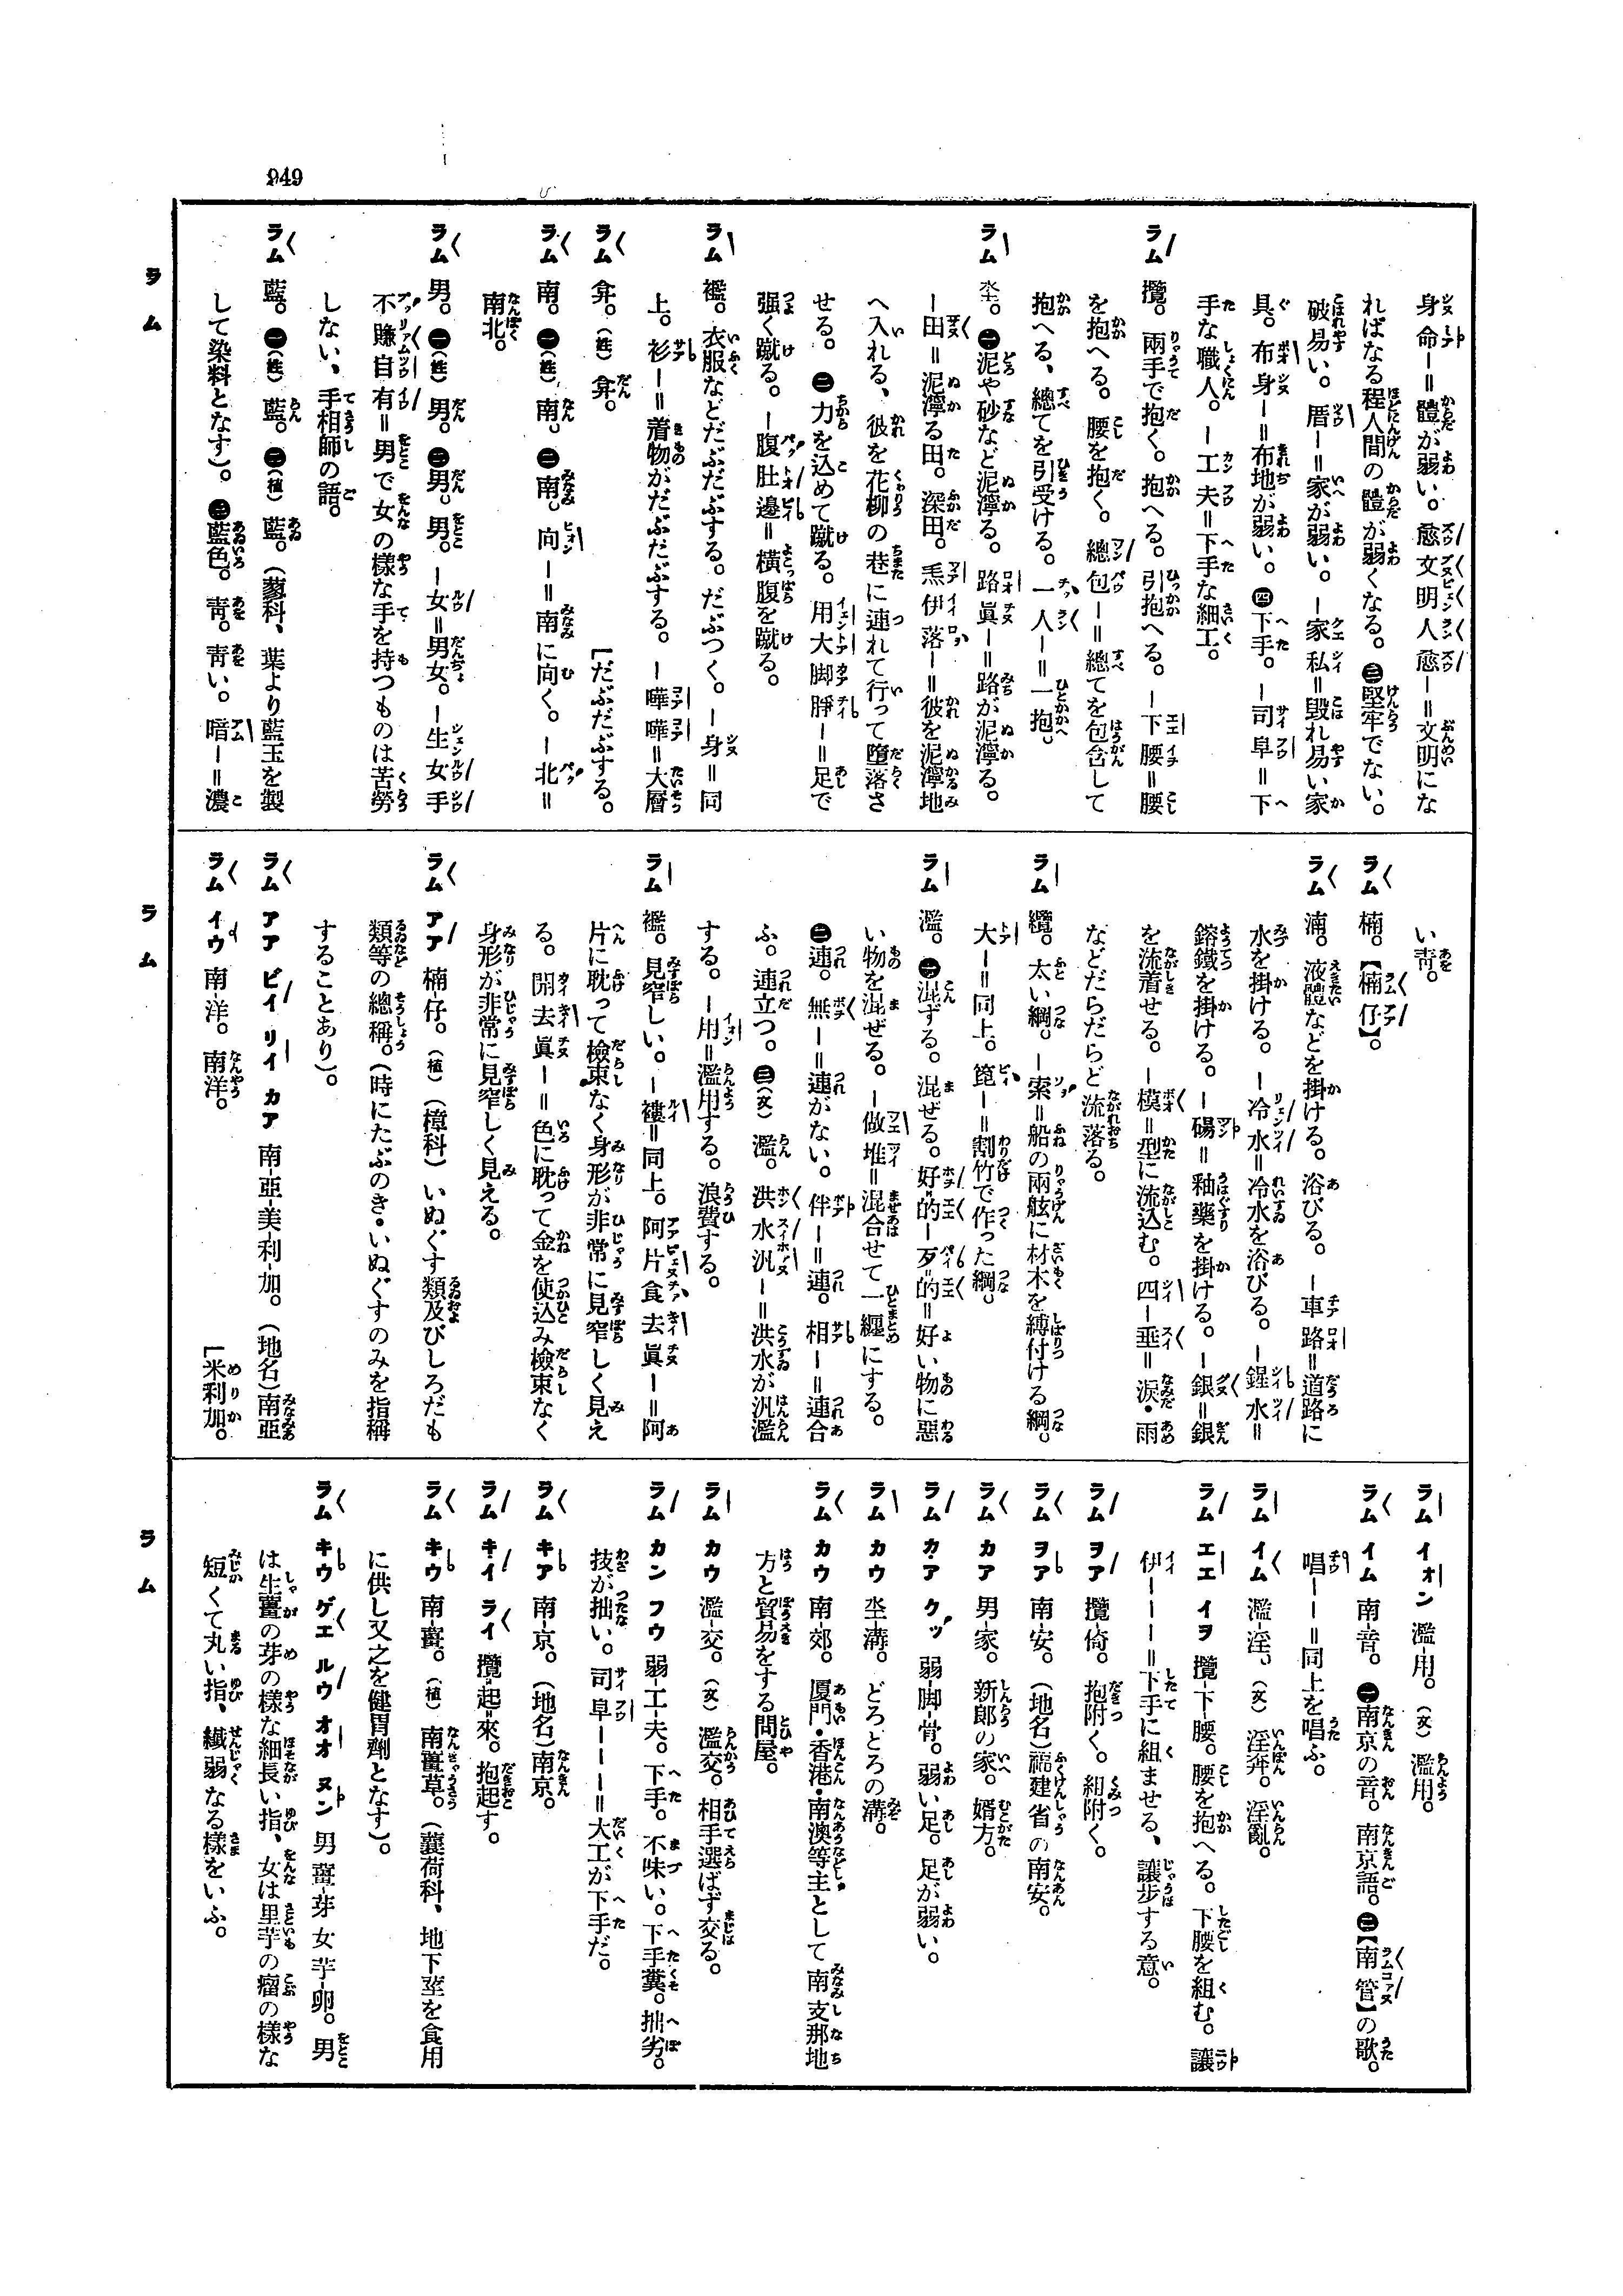 949
身命－＝體が弱い。愈文明人愈－＝文明にな
ればなる程人間の體が弱くなる。㊂堅牢でない。
破易い。厝－＝家が弱い。－家私＝毀れ易い家
具。布身－＝布地が弱い。㊃下手。－司阜＝下
手な職人。－工夫＝下手な細工。
ラム 攬。兩手で抱く。抱へる。引抱へる。－下腰＝腰
を抱へる。腰を抱く。總包－＝總てを包含して
抱へる、總てを引受ける。一人－＝一抱。
ラム 坔。㊀泥や砂など泥濘る。路眞－＝路が泥濘る。
－田＝泥濘る田。深田。焄伊落－＝彼を泥濘地
へ入れる、彼を花柳の巷に連れて行って墮落さ
せる。㊁力を込めて蹴る。用大脚脝－＝足で
强く蹴る。－腹肚邊＝橫腹を蹴る。
ラム 襤。衣服などだぶだぶする。だぶつく。－身＝同
上。衫－＝着物がだぶだぶする。－嘩嘩＝大層
[だぶだぶする。
ラム 弇。(姓) 弇。
ラム 南。㊀(姓) 南。㊁南。向－＝南に向く。－北＝
南北。
ラム 男。㊀(姓) 男。㊁男。男。－女＝男女。－生女手
不賺自有＝男で女の樣な手を持つものは苦勞
しない、手相師の語。
ラム 藍。㊀(姓) 藍。㊁(植) 藍。（蓼科、葉より藍玉を製
して染料となす）。㊂藍色。靑。靑い。暗－＝濃
ラム
い靑。
ラム 楠。【楠仔】。
ラム 湳。液體などを掛ける。浴びる。－車路＝道路に
水を掛ける。－冷水＝冷水を浴びる。－鍟水＝
鎔鐵を掛ける。－碭＝釉藥を掛ける。－銀＝銀
を流着せる。－模＝型に流込む。四－垂＝淚・雨
などだらだらと流落る。
ラム 纜。太い綱。－索＝船の兩舷に材木を縛付ける綱。
大－＝同上。箆－＝割竹で作った綱。
ラム 濫。㊀混ずる。混ぜる。好的－歹的＝好い物に惡
い物を混ぜる。－做堆＝混合せて一纏にする。
㊁連。無－＝連がない。伴－＝連。相－＝連合
ふ。連立つ。㊂(文) 濫。洪水汎－＝洪水が汎濫
する。－用＝濫用する。浪費する。
ラム 襤。見窄しい。－褸＝同上。阿片食去眞－＝阿
片に耽って檢束なく身形が非常に見窄しく見え
る。開去眞－＝色に耽って金を使込み檢束なく
身形が非常に見窄しく見える。
ラム アア 楠-仔。(植)（樟科）いぬぐす類及びしろだも
類等の總稱。（時にたぶのき・いぬぐすのみを指稱
することあり）。
ラム アア ビイ リイ カア 南-亞-美-利-加。（地名）南亞
[米利加。
ラム イウ 南-洋。南洋。
ラム
ラム イォン 濫-用。(文) 濫用。
ラム イム 南-音。㊀南京の音。南京語。㊁【南管】の歌。
唱－－＝同上を唱ふ。
ラム イム 濫-淫。(文) 淫奔。淫亂。
ラム エエ イヲ 攬-下-腰。腰を抱へる。下腰を組む。讓
伊－－－＝下手に組ませる、讓步する意。
ラム ヲア 攬-倚。抱附く。組附く。
ラム ヲア 南-安。（地名）福建省の南安。
ラム カア 男-家。新郎の家。婿方。
ラム カア クッ 弱-脚-骨。弱い足。足が弱い。
ラム カウ 坔-溝。どろとろの溝。
ラム カウ 南-郊。厦門・香港・南澳等主として南支那地
方と貿易をする問屋。
ラム カウ 濫-交。(文) 濫交。相手選ばず交る。
ラム カン フウ 弱-工-夫。下手。不味い。下手糞。拙劣。
技が拙い。司阜－－－＝大工が下手だ。
ラム キア 南-京。（地名）南京。
ラム キイ ライ 攬-起-來。抱起す。
ラム キウ 南-薑。(植) 南薑草。（蘘荷科、地下莖を食用
に供し又之を健胃劑となす）。
ラム キウ ゲエ ルウ オオ ヌン 男薑-芽女芋-卵。男
は生薑の芽の樣な細長い指、女は里芋の瘤の樣な
短くて丸い指、纖弱なる樣をいふ。
ラム